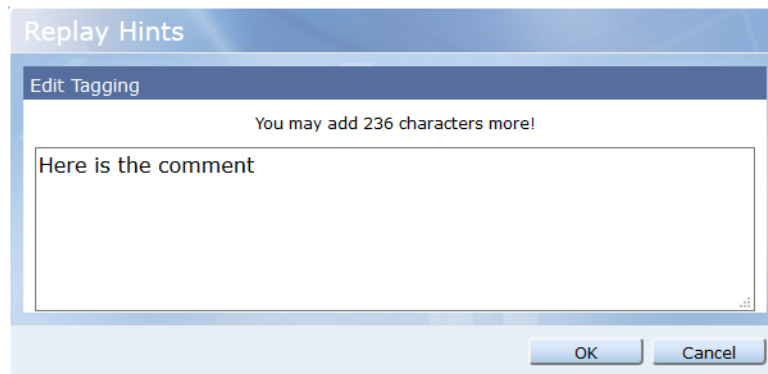 Replay Hints
Edit Tagging
You may add 236 characters more!
Here is the comment
OK Cancel